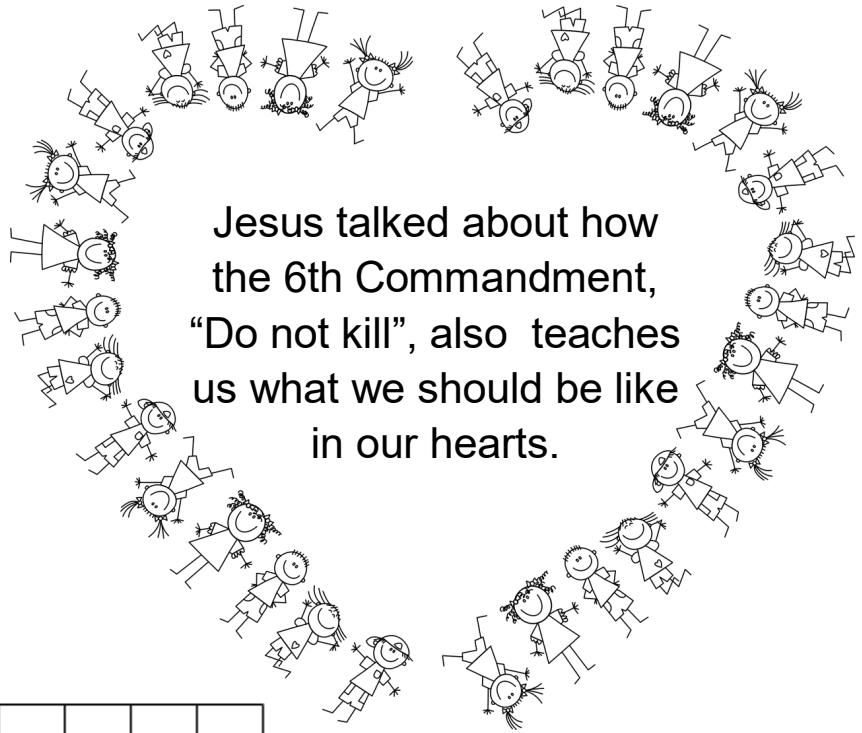 Jesus talked about how
the 6th Commandment,
“Do not kill”, also  teaches
us what we should be like
in our hearts.